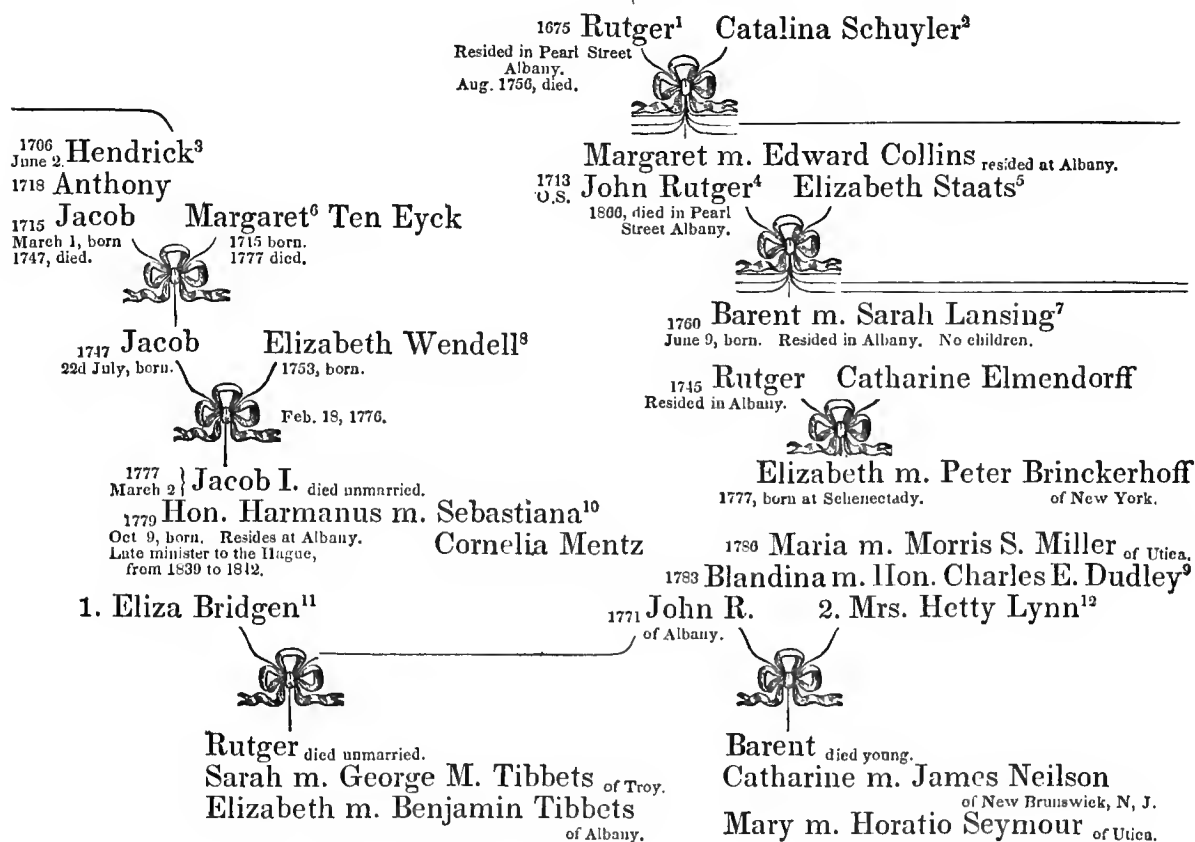 1675 Rutger¹ Catalina Schuyler²
Resided in Pearl Street
Albany.
Aug. 1756, died.
1706
June 2. Hendrick³
1718 Anthony
1715 Jacob Margaret⁶ Ten Eyck
March 1, born 1715 born.
1747, died. 1777 died.
Margaret m. Edward Collins resided at Albany.
1713
O.S. John Rutger⁴ Elizabeth Staats⁵
1800, died in Pearl
Street Albany.
1760 Barent m. Sarah Lansing⁷
June 9, born. Resided in Albany. No children.
1747 Jacob Elizabeth Wendell⁸
22d July, born. 1753, born.
Feb. 18, 1776.
1745 Rutger Catharine Elmendorff
Resided in Albany.
Elizabeth m. Peter Brinckerhoff
1777, born at Schenectady. of New York.
1777
March 2 } Jacob I. died unmarried.
1779 Hon. Harmanus m. Sebastiana¹⁰
Oct 9, born. Resides at Albany. Cornelia Mentz
Late minister to the Hague,
from 1839 to 1842.
1786 Maria m. Morris S. Miller of Utica.
1783 Blandina m. Hon. Charles E. Dudley⁹
1. Eliza Bridgen¹¹ 1771 John R. 2. Mrs. Hetty Lynn¹²
of Albany.
Rutger died unmarried.
Sarah m. George M. Tibbets of Troy.
Elizabeth m. Benjamin Tibbets
of Albany.
Barent died young.
Catharine m. James Neilson
of New Brunswick, N, J.
Mary m. Horatio Seymour of Utica.